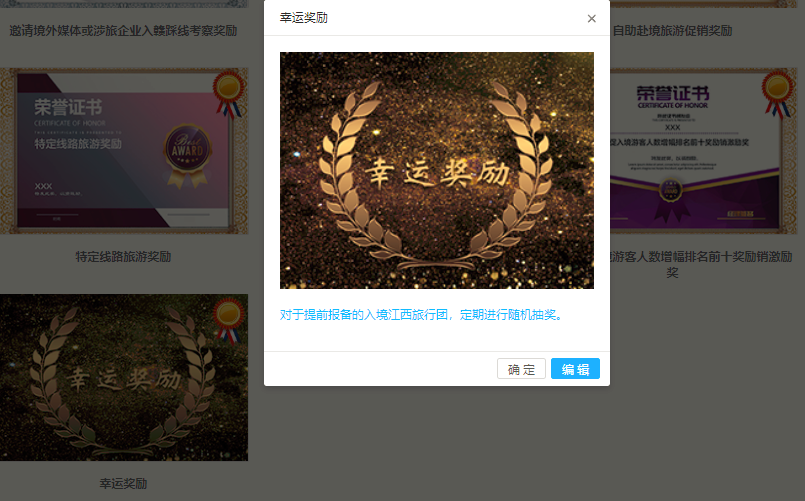 邀请境外媒体或涉旅企业入赣踩线考察奖励
自助赴境旅游促销奖励
荣誉证书
CERTIFICATE OF HONOR
特定线路旅游奖励
Best
AWARD
XXX
特定线路旅游奖励
幸运奖励
幸运奖励
幸运奖励
×
幸运奖励
对于提前报备的入境江西旅行团，定期进行随机抽奖。
确 定
编 辑
荣誉证书
CERTIFICATE OF HONOR
XXX
入境游客人数增幅排名前十奖励销激励奖
游客人数增幅排名前十奖励销激励
奖